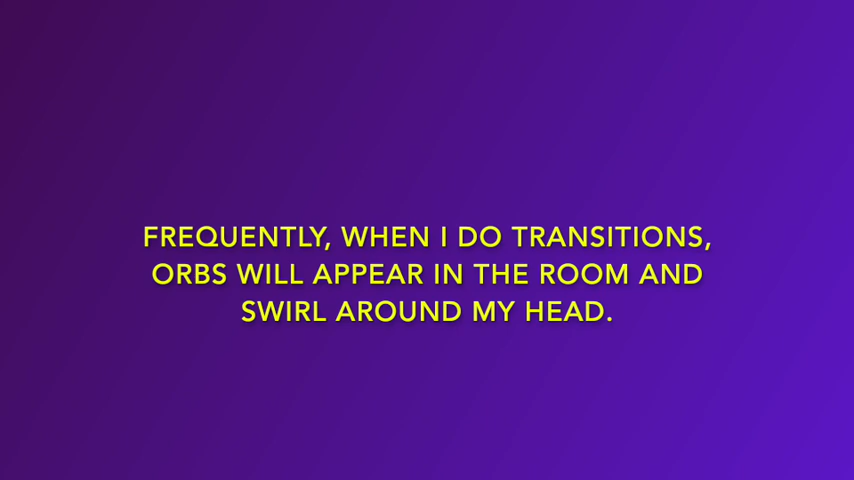 FREQUENTLY, WHEN I DO TRANSITIONS,
ORBS WILL APPEAR IN THE ROOM AND
SWIRL AROUND MY HEAD.